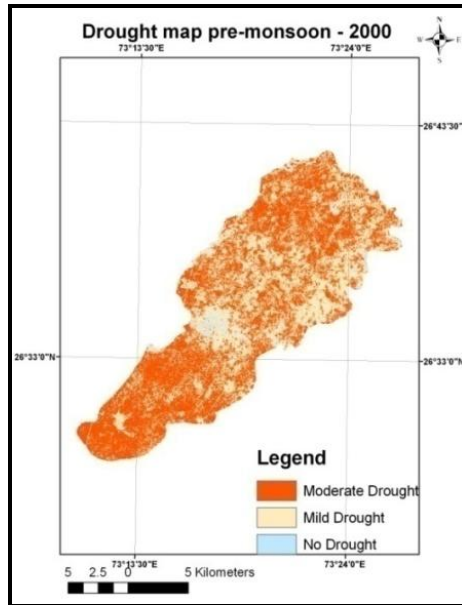 Drought map pre-monsoon - 2000
N
W E
S
73°13'30"E 73°24'0"E
26°43'30"N
26°33'0"N 26°33'0"N
Legend
Moderate Drought
Mild Drought
No Drought
73°13'30"E 73°24'0"E
5 2.5 0 5 Kilometers